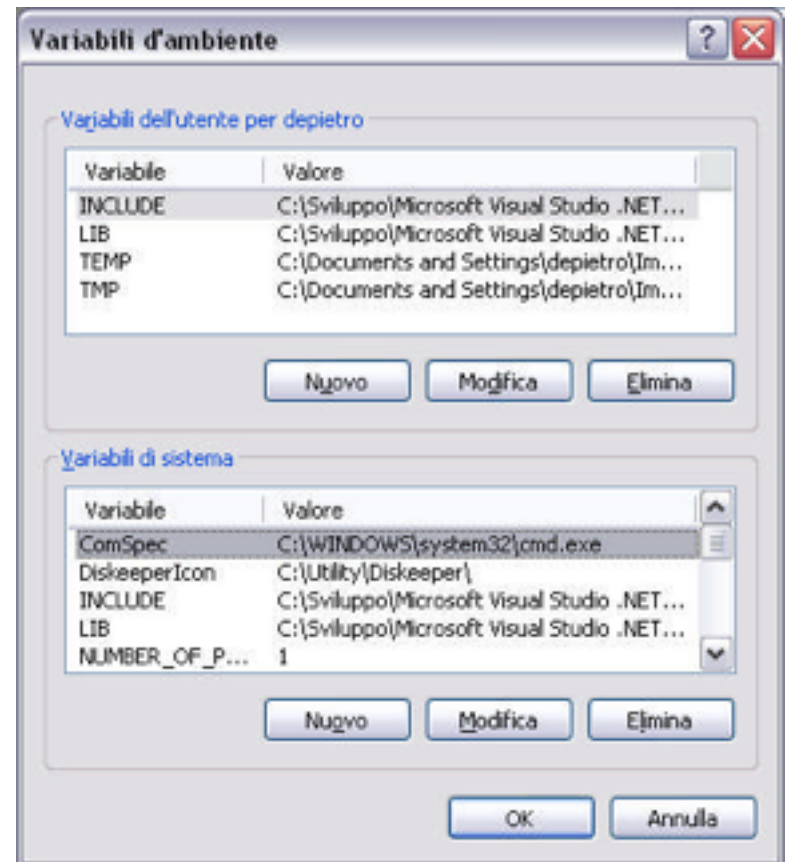 Variabili d'ambiente
Variabili dell'utente per depietro
Variabile Valore
INCLUDE C:\Sviluppo\Microsoft Visual Studio .NET...
LIB C:\Sviluppo\Microsoft Visual Studio .NET...
TEMP C:\Documents and Settings\depietro\Im...
TMP C:\Documents and Settings\depietro\Im...
Nuovo Modifica Elimina
Variabili di sistema
Variabile Valore
ComSpec C:\WINDOWS\system32\cmd.exe
DiskeeperIcon C:\Utility\Diskeeper\
INCLUDE C:\Sviluppo\Microsoft Visual Studio .NET...
LIB C:\Sviluppo\Microsoft Visual Studio .NET...
NUMBER_OF_P... 1
Nuovo Modifica Elimina
OK Annulla